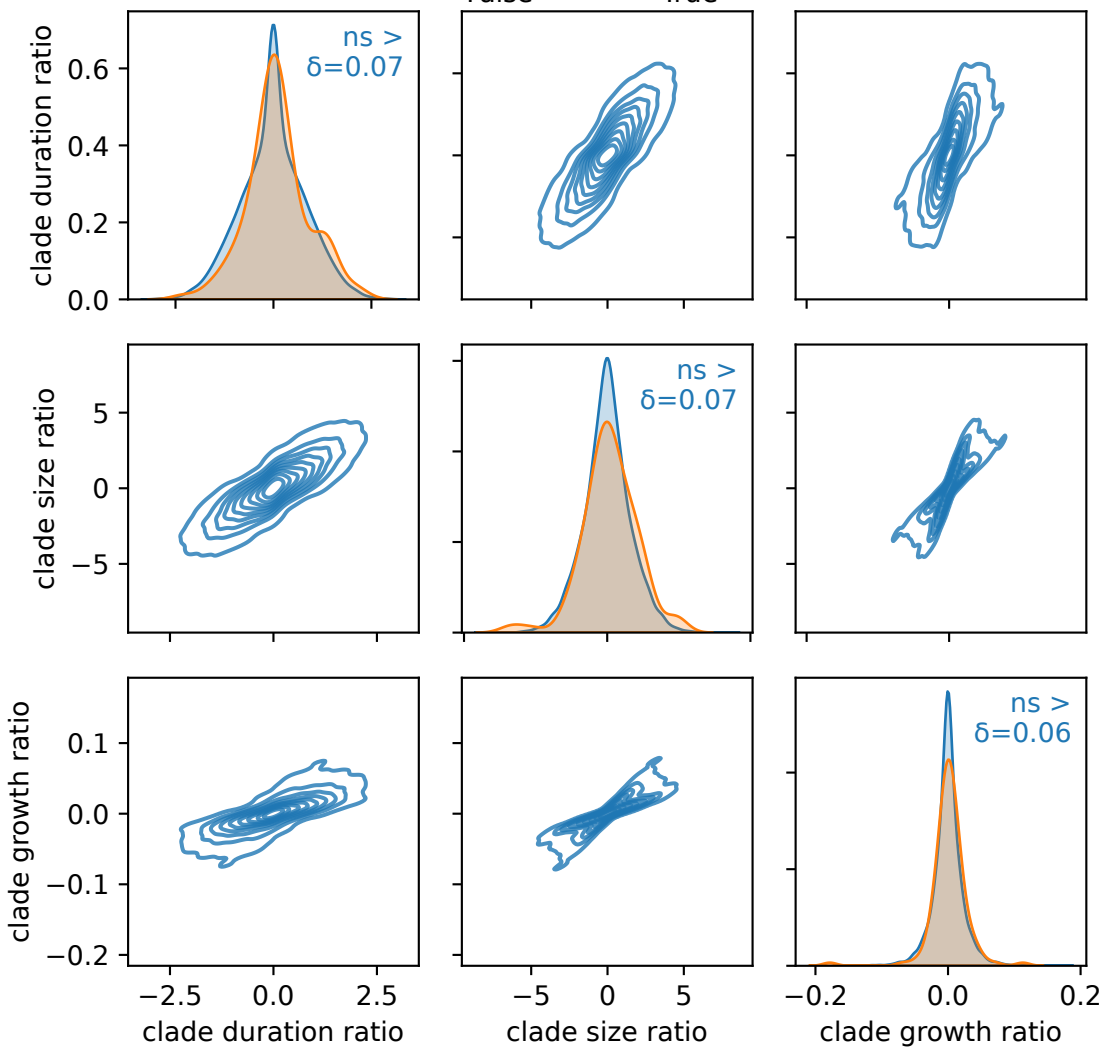 True
clade duration ratio
0.6
0.4
0.2
0.0
ns >
δ=0.07
clade size ratio
5
0
−5
ns >
δ=0.07
clade growth ratio
0.1
0.0
−0.1
−0.2
ns >
δ=0.06
−2.5 0.0 2.5
−5 0 5
−0.2 0.0 0.2
clade duration ratio
clade size ratio
clade growth ratio